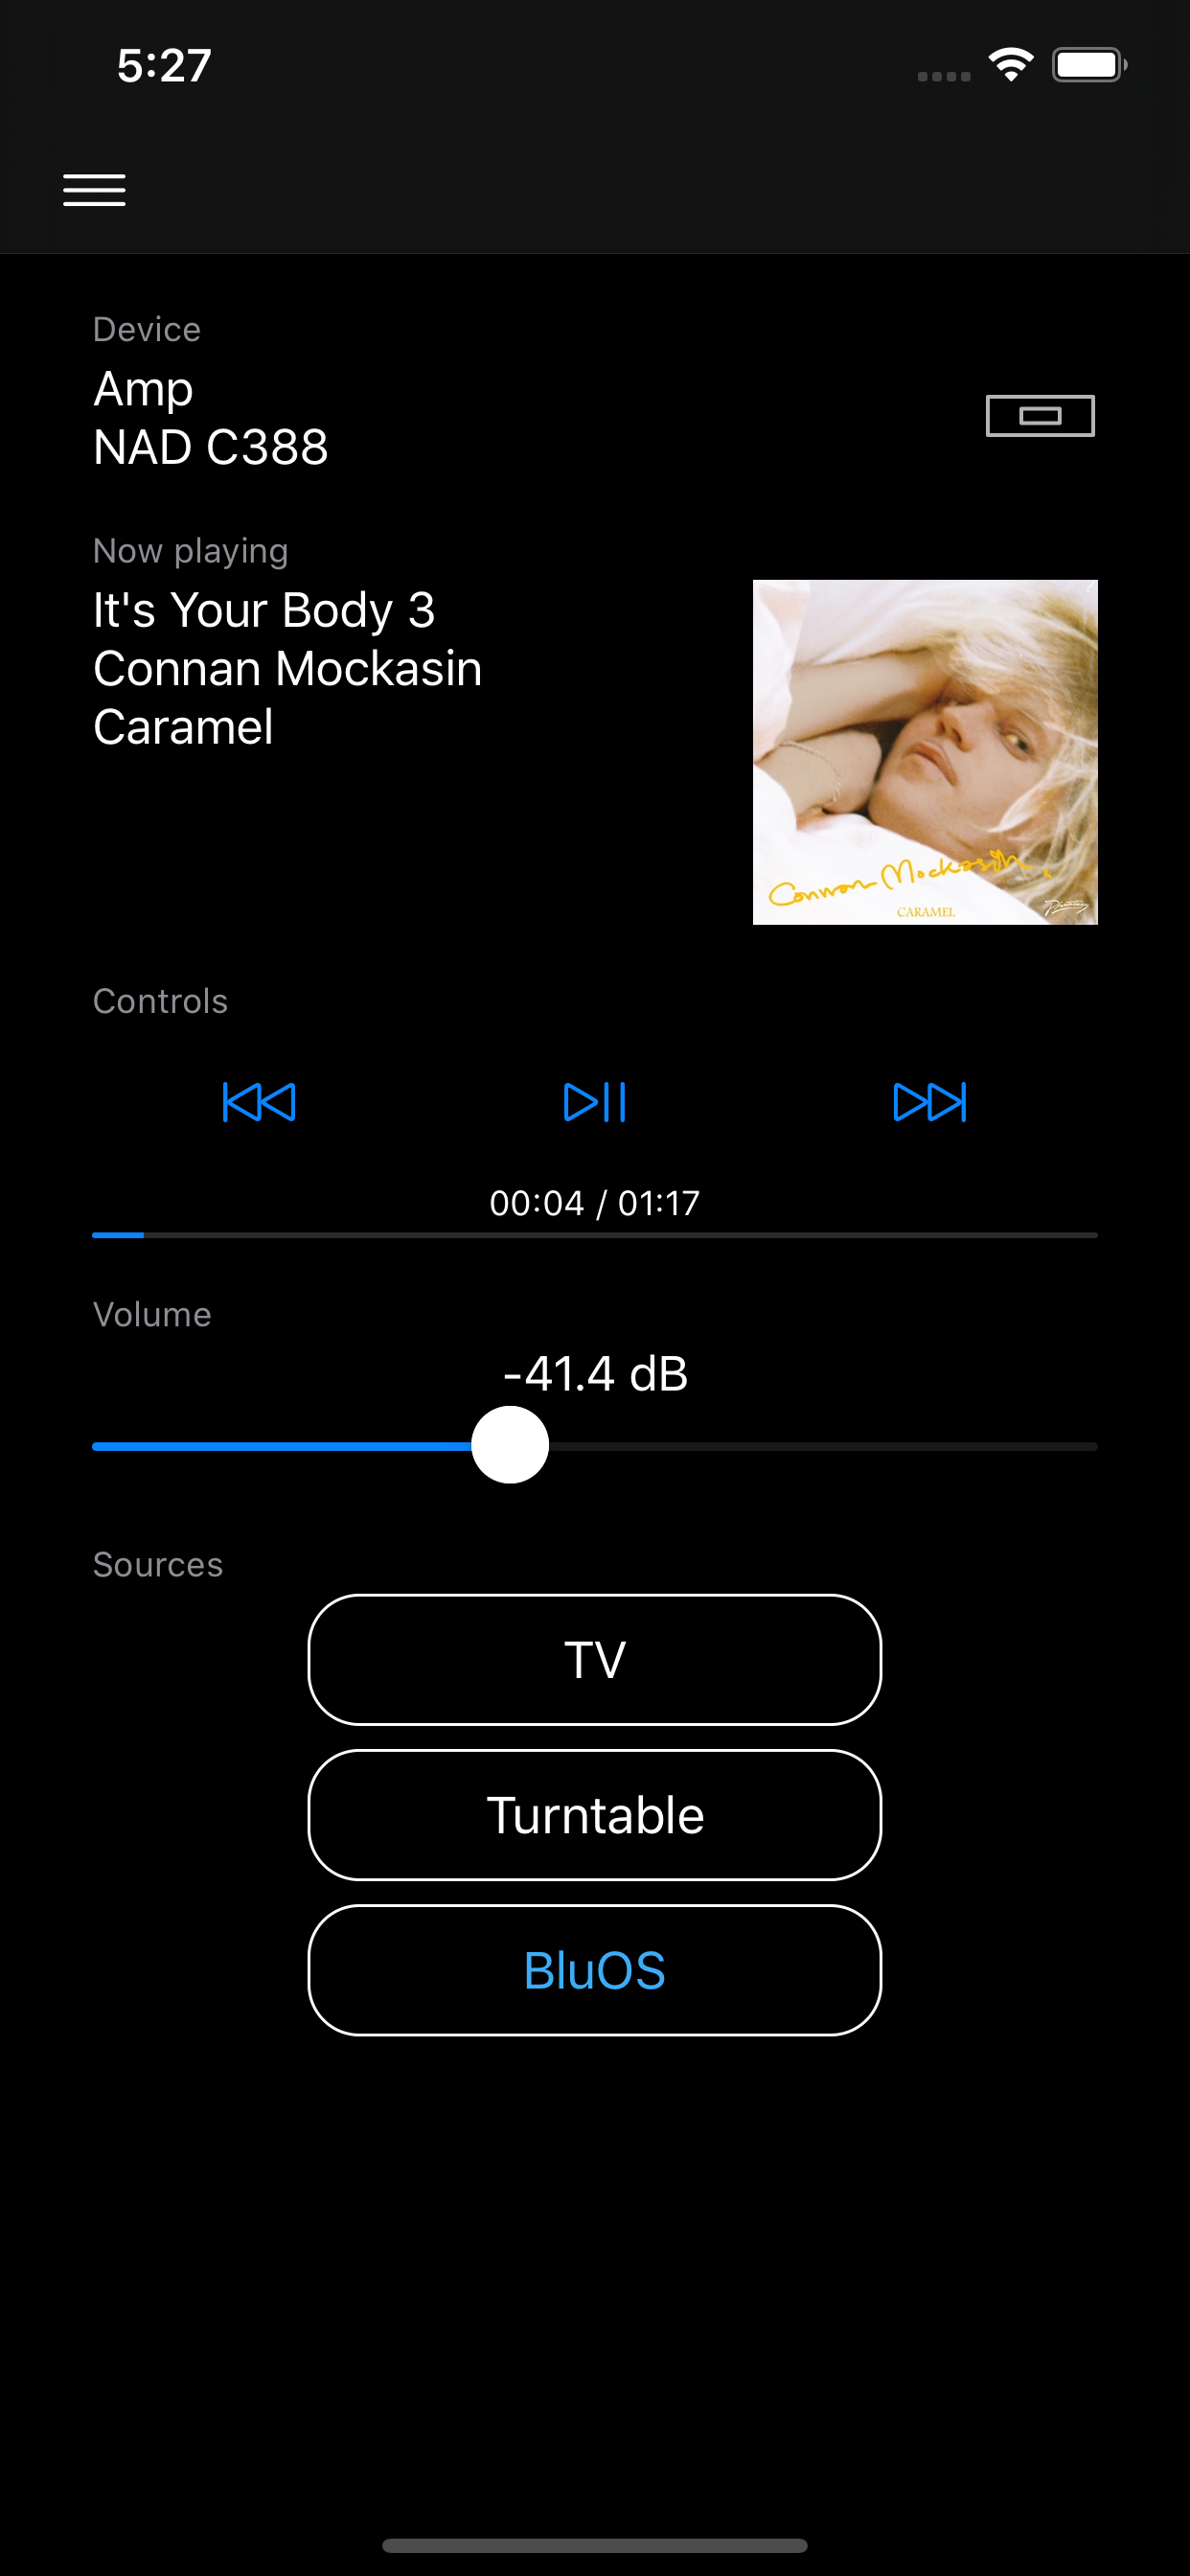 5:27
Device
Amp
NAD C388
Now playing
It's Your Body 3
Connan Mockasin
Caramel
Connan Mockasin
CARAMEL
Phantasy
Controls
00:04 / 01:17
Volume
-41.4 dB
Sources
TV
Turntable
BluOS